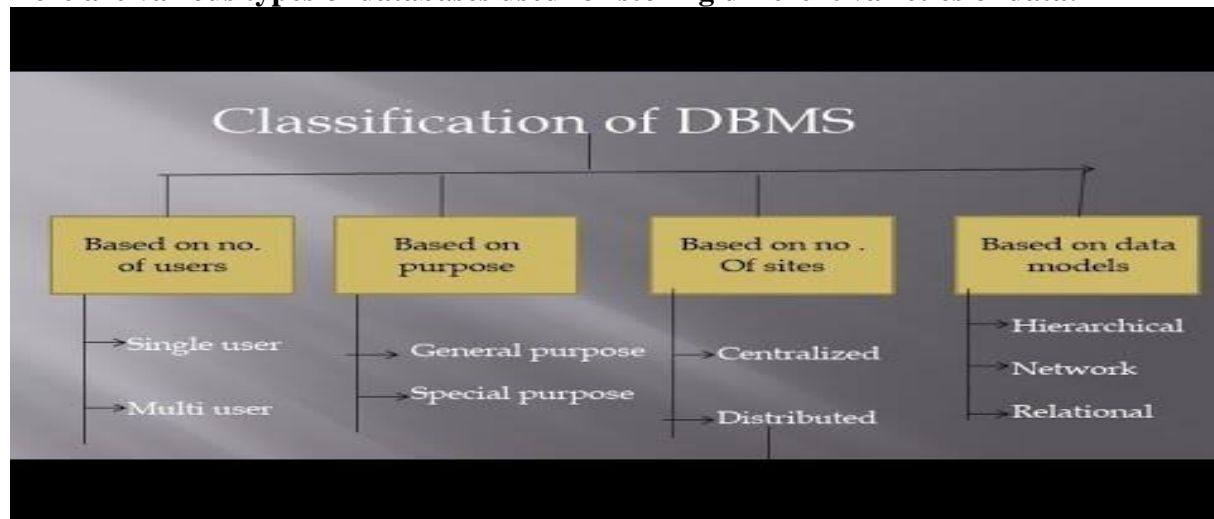 Classification of DBMS
Based on no.
of users
Single user
Multi user
Based on
purpose
General purpose
Special purpose
Based on no .
Of sites
Centralized
Distributed
Based on data
models
Hierarchical
Network
Relational